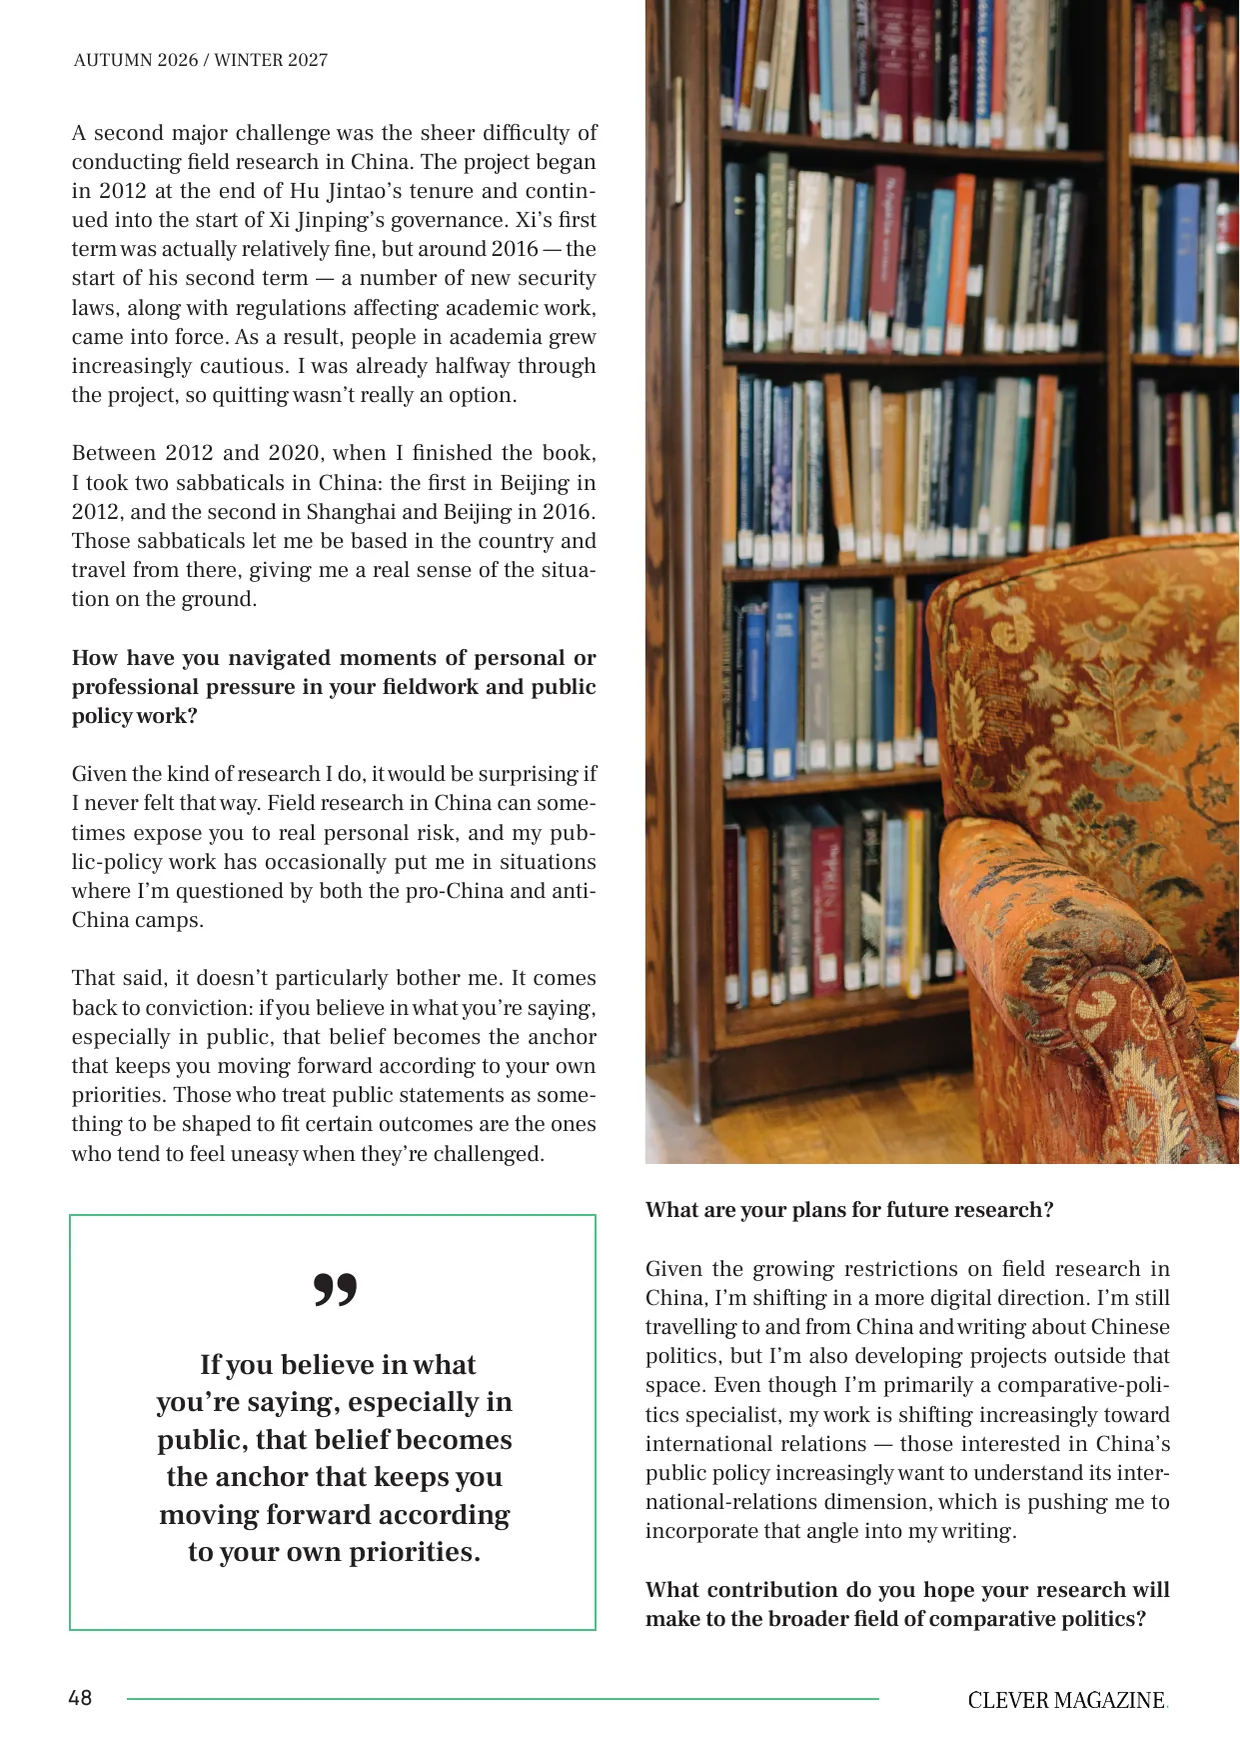 AUTUMN 2026 / WINTER 2027
A second major challenge was the sheer difficulty of
conducting field research in China. The project began
in 2012 at the end of Hu Jintao’s tenure and contin-
ued into the start of Xi Jinping’s governance. Xi’s first
term was actually relatively fine, but around 2016 — the
start of his second term — a number of new security
laws, along with regulations affecting academic work,
came into force. As a result, people in academia grew
increasingly cautious. I was already halfway through
the project, so quitting wasn’t really an option.
Between 2012 and 2020, when I finished the book,
I took two sabbaticals in China: the first in Beijing in
2012, and the second in Shanghai and Beijing in 2016.
Those sabbaticals let me be based in the country and
travel from there, giving me a real sense of the situa-
tion on the ground.
How have you navigated moments of personal or
professional pressure in your fieldwork and public
policy work?
Given the kind of research I do, it would be surprising if
I never felt that way. Field research in China can some-
times expose you to real personal risk, and my pub-
lic-policy work has occasionally put me in situations
where I’m questioned by both the pro-China and anti-
China camps.
That said, it doesn’t particularly bother me. It comes
back to conviction: if you believe in what you’re saying,
especially in public, that belief becomes the anchor
that keeps you moving forward according to your own
priorities. Those who treat public statements as some-
thing to be shaped to fit certain outcomes are the ones
who tend to feel uneasy when they’re challenged.
”
If you believe in what
you’re saying, especially in
public, that belief becomes
the anchor that keeps you
moving forward according
to your own priorities.
What are your plans for future research?
Given the growing restrictions on field research in
China, I’m shifting in a more digital direction. I’m still
travelling to and from China and writing about Chinese
politics, but I’m also developing projects outside that
space. Even though I’m primarily a comparative-poli-
tics specialist, my work is shifting increasingly toward
international relations — those interested in China’s
public policy increasingly want to understand its inter-
national-relations dimension, which is pushing me to
incorporate that angle into my writing.
What contribution do you hope your research will
make to the broader field of comparative politics?
48
CLEVER MAGAZINE